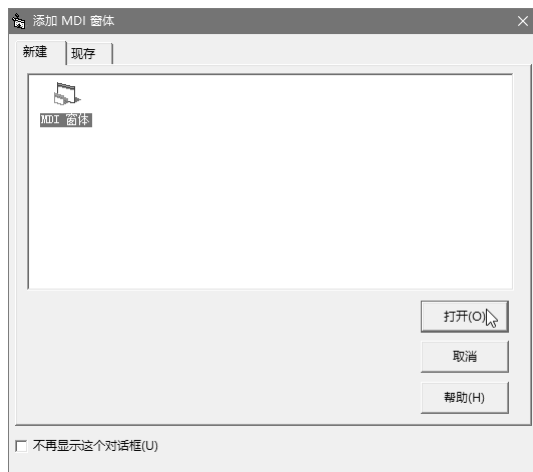 添加 MDI 窗体
新建 现存
MDI 窗体
打开(O)
取消
帮助(H)
不再显示这个对话框(U)